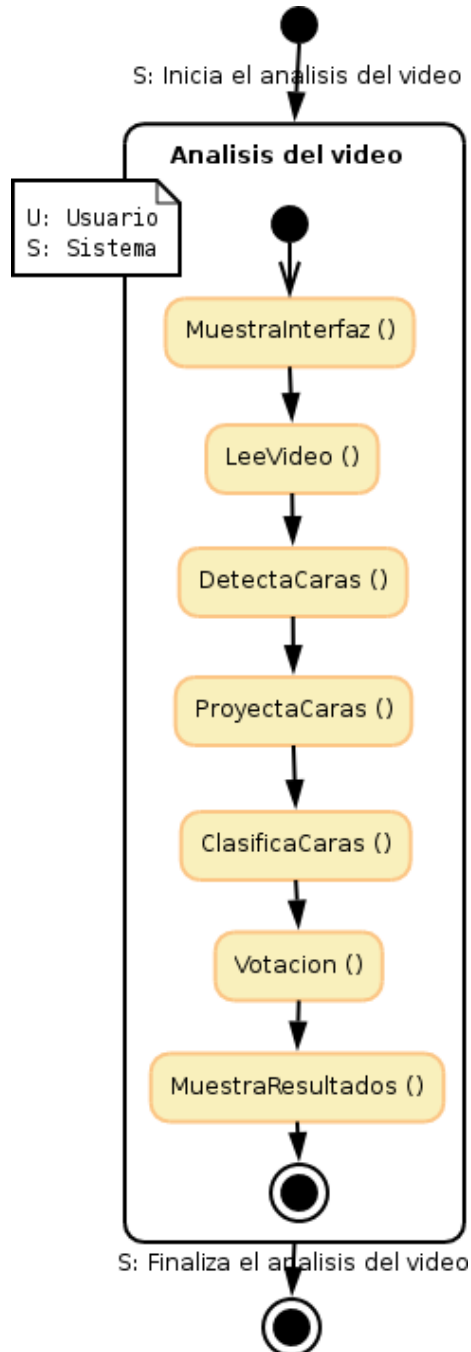 S: Inicia el analisis del video
Analisis del video
U: Usuario
S: Sistema
MuestraInterfaz ()
LeeVideo ()
DetectaCaras ()
ProyectaCaras ()
ClasificaCaras ()
Votacion ()
MuestraResultados ()
S: Finaliza el analisis del video